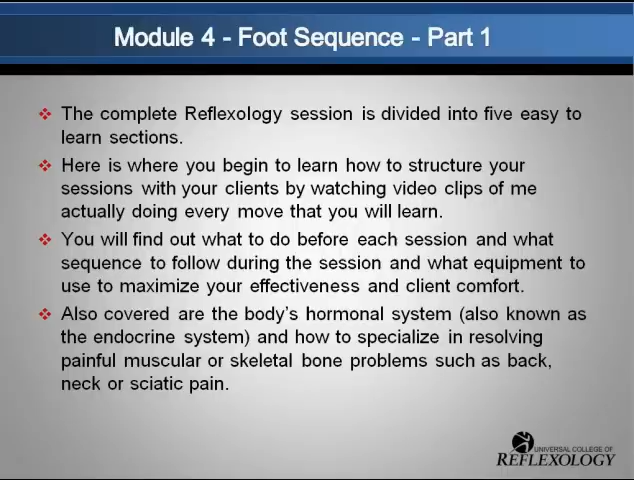 Module 4 - Foot Sequence - Part 1
The complete Reflexology session is divided into five easy to
learn sections.
Here is where you begin to learn how to structure your
sessions with your clients by watching video clips of me
actually doing every move that you will learn.
You will find out what to do before each session and what
sequence to follow during the session and what equipment to
use to maximize your effectiveness and client comfort.
Also covered are the body's hormonal system (also known as
the endocrine system) and how to specialize in resolving
painful muscular or skeletal bone problems such as back,
neck or sciatic pain.
UNIVERSAL COLLEGE OF
REFLEXOLOGY